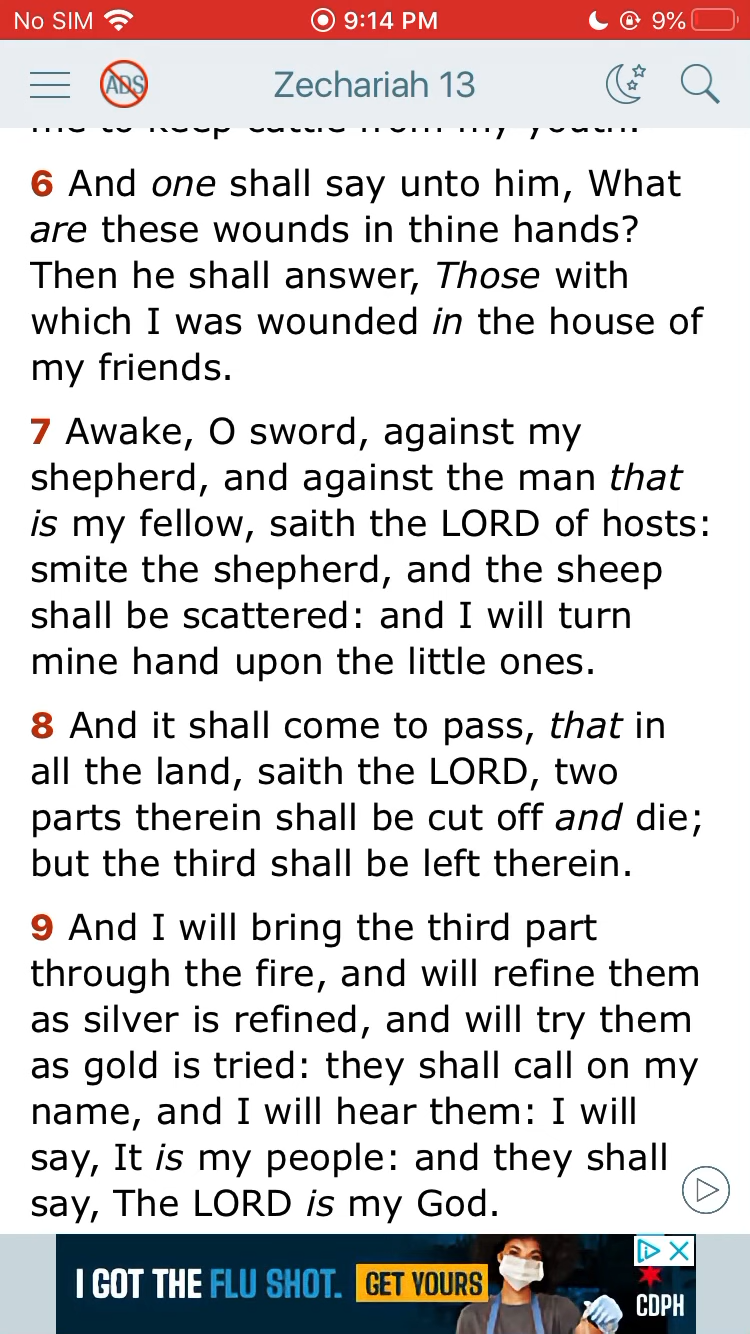 No SIM 9:14 PM 9%
ADS Zechariah 13
me to keep cattle from my youth.
6 And one shall say unto him, What
are these wounds in thine hands?
Then he shall answer, Those with
which I was wounded in the house of
my friends.
7 Awake, O sword, against my
shepherd, and against the man that
is my fellow, saith the LORD of hosts:
smite the shepherd, and the sheep
shall be scattered: and I will turn
mine hand upon the little ones.
8 And it shall come to pass, that in
all the land, saith the LORD, two
parts therein shall be cut off and die;
but the third shall be left therein.
9 And I will bring the third part
through the fire, and will refine them
as silver is refined, and will try them
as gold is tried: they shall call on my
name, and I will hear them: I will
say, It is my people: and they shall
say, The LORD is my God.
I GOT THE FLU SHOT. GET YOURS
CDPH